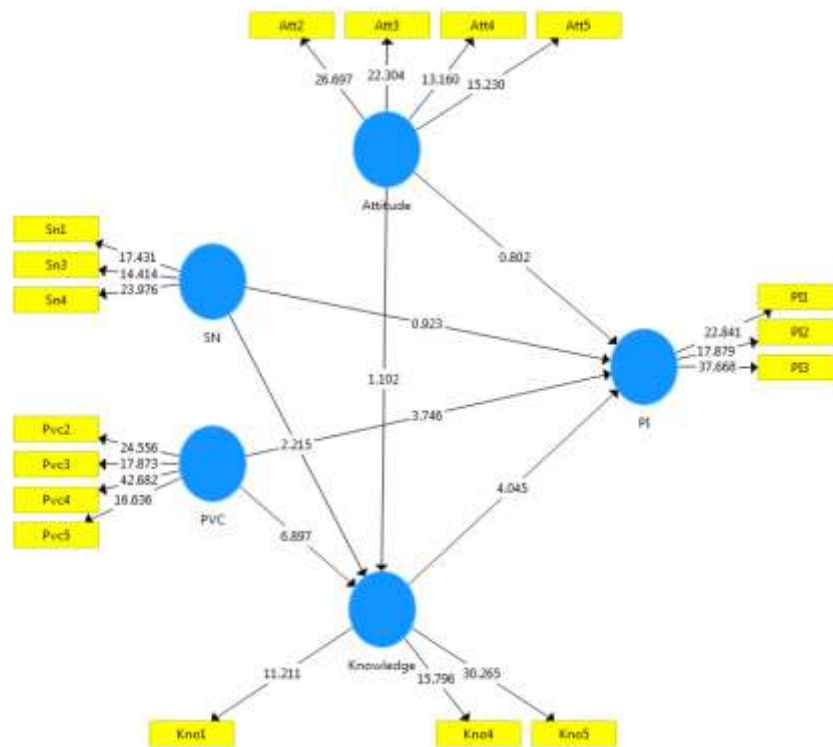 Att2 Att3 Att4 Att5
26.697 22.304 13.160 15.230
Attitude
Sn1
Sn3
Sn4
17.431
14.414
23.976
SN
0.802
0.923
1.102
PI1
PI2
PI3
22.841
17.879
37.668
PI
Pvc2
Pvc3
Pvc4
Pvc5
24.556
17.873
42.682
16.636
PVC
3.746
2.215
6.897
4.045
Knowledge
11.211 15.796 30.265
Kno1 Kno4 Kno5